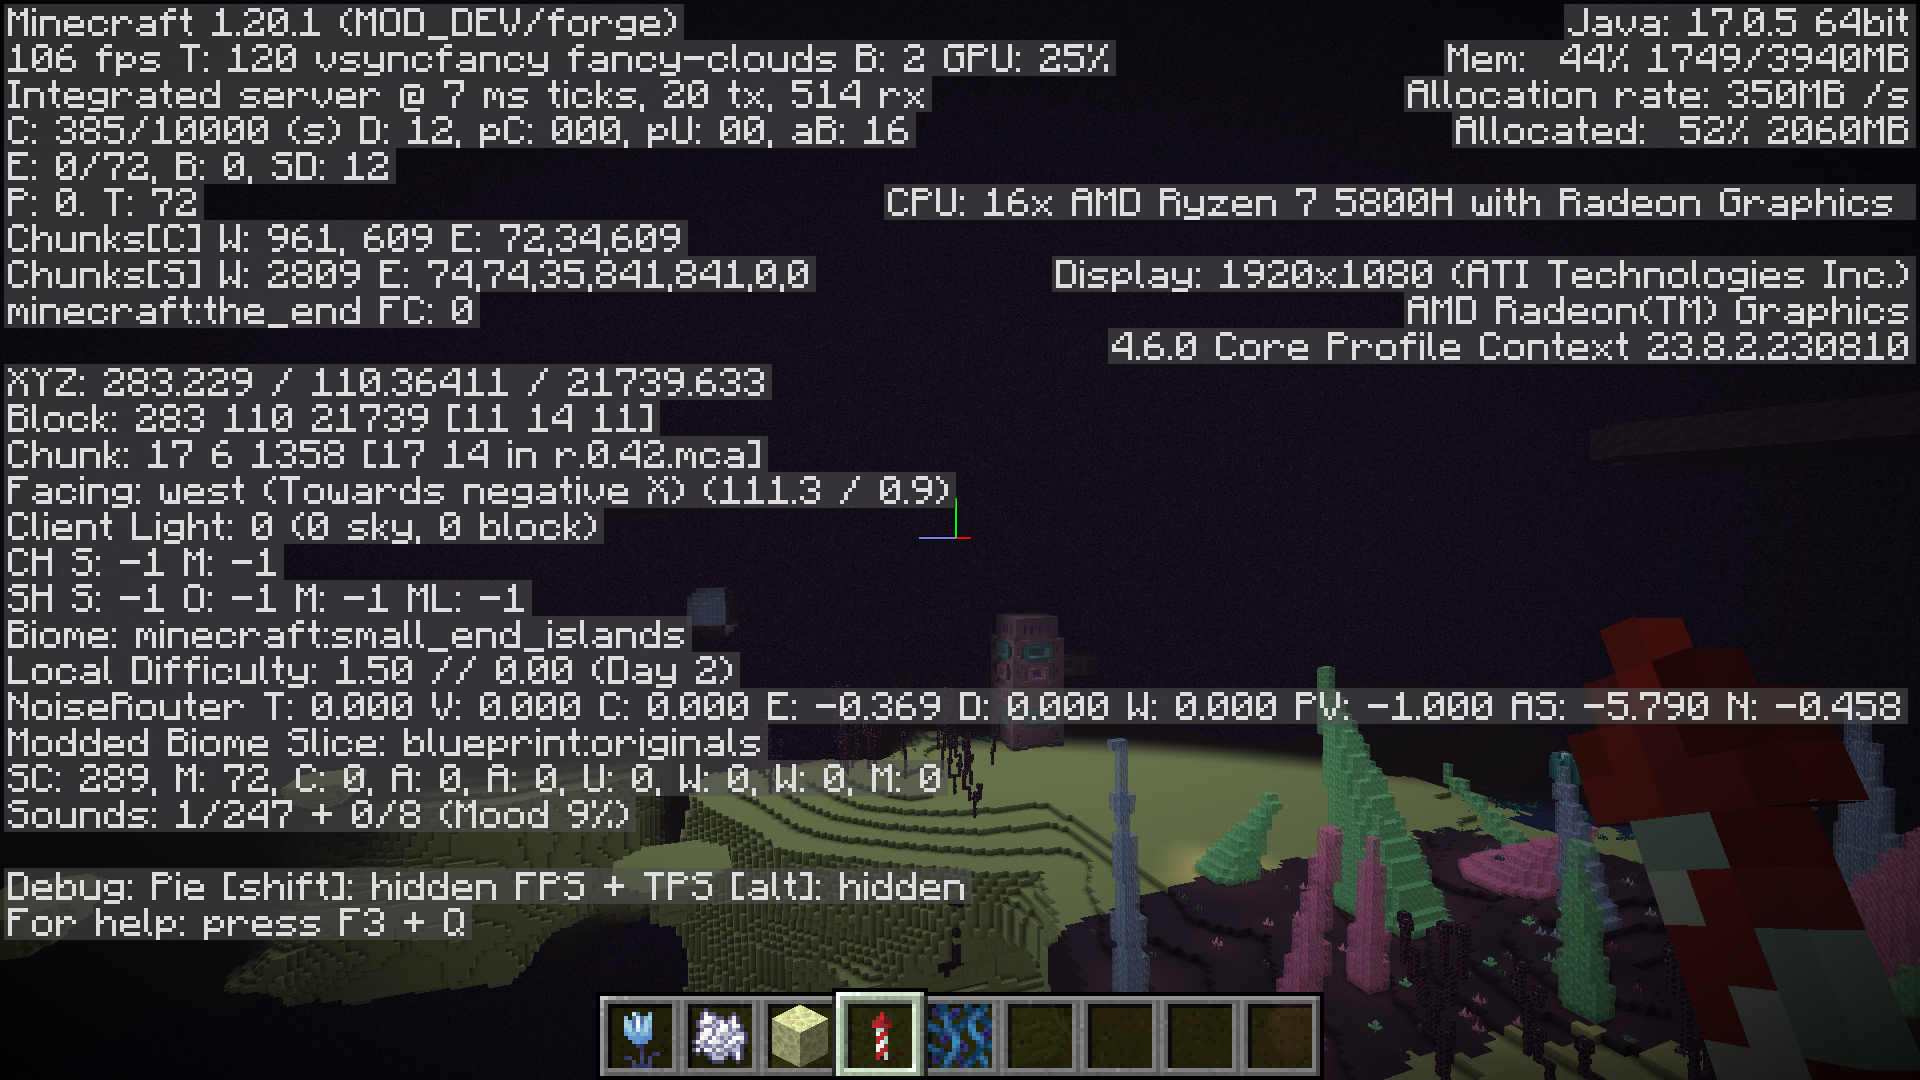 Minecraft 1.20.1 (MOD_DEV/forge)
106 fps T: 120 vsyncfancy fancy-clouds B: 2 GPU: 25%
Integrated server @ 7 ms ticks, 20 tx, 514 rx
C: 385/10000 (s) D: 12, pC: 000, pU: 00, aB: 16
E: 0/72, B: 0, SD: 12
P: 0. T: 72
Chunks[C] W: 961, 609 E: 72,34,609
Chunks[S] W: 2809 E: 74,74,35,841,841,0,0
minecraft:the_end FC: 0
XYZ: 283.229 / 110.36411 / 21739.633
Block: 283 110 21739 [11 14 11]
Chunk: 17 6 1358 [17 14 in r.0.42.mca]
Facing: west (Towards negative X) (111.3 / 0.9)
Client Light: 0 (0 sky, 0 block)
CH S: -1 M: -1
SH S: -1 O: -1 M: -1 ML: -1
Biome: minecraft:small_end_islands
Local Difficulty: 1.50 // 0.00 (Day 2)
NoiseRouter T: 0.000 V: 0.000 C: 0.000 E: -0.369 D: 0.000 W: 0.000 PV: -1.000 AS: -5.790 N: -0.458
Modded Biome Slice: blueprint:originals
SC: 289, M: 72, C: 0, A: 0, A: 0, U: 0, W: 0, W: 0, M: 0
Sounds: 1/247 + 0/8 (Mood 9%)
Debug: Pie [shift]: hidden FPS + TPS [alt]: hidden
For help: press F3 + Q
Java: 17.0.5 64bit
Mem: 44% 1749/3940MB
Allocation rate: 350MB /s
Allocated: 52% 2060MB
CPU: 16x AMD Ryzen 7 5800H with Radeon Graphics
Display: 1920x1080 (ATI Technologies Inc.)
AMD Radeon(TM) Graphics
4.6.0 Core Profile Context 23.8.2.230810